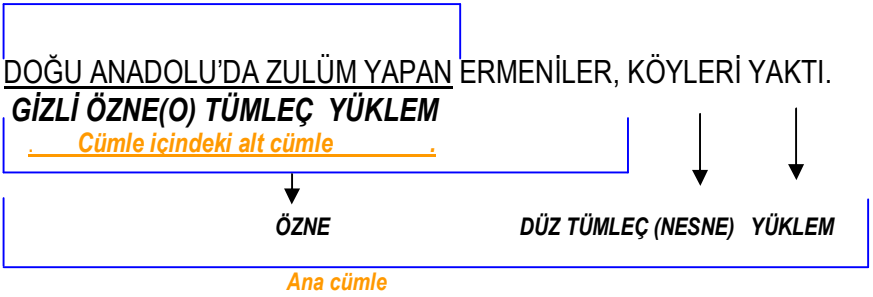 DOĞU ANADOLU’DA ZULÜM YAPAN ERMENİLER, KÖYLERİ YAKTI.
GİZLİ ÖZNE(O) TÜMLEÇ YÜKLEM
. Cümle içindeki alt cümle .
ÖZNE DÜZ TÜMLEÇ (NESNE) YÜKLEM
Ana cümle